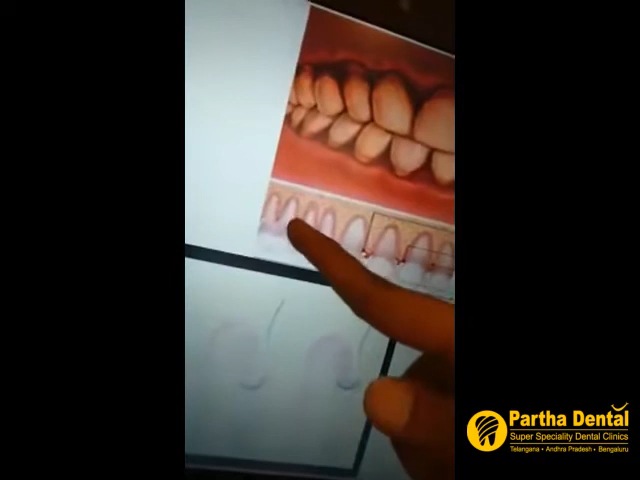 Partha Dental
Super Speciality Dental Clinics
Telangana • Andhra Pradesh • Bengaluru